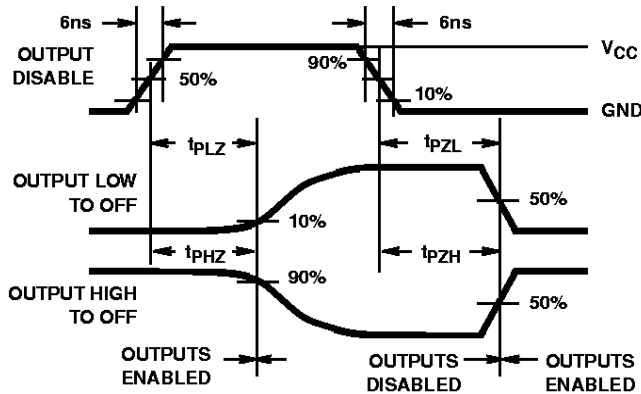 6ns
6ns
OUTPUT
DISABLE
50%
90%
10%
VCC
GND
tPLZ
tPZL
OUTPUT LOW
TO OFF
10%
50%
tPHZ
tPZH
OUTPUT HIGH
TO OFF
90%
50%
OUTPUTS
ENABLED
OUTPUTS
DISABLED
OUTPUTS
ENABLED